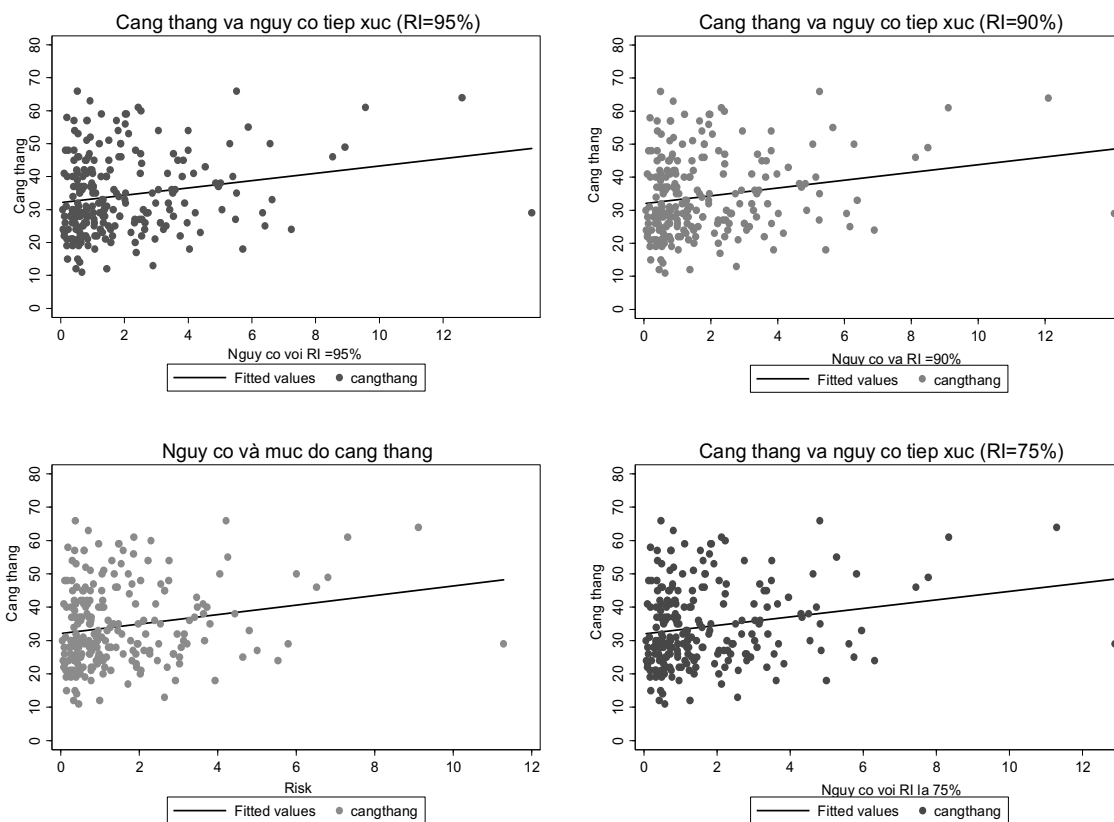 Cang thang va nguy co tiep xuc (RI=95%)
80
70
60
50
40
30
20
10
0
Cang thang
0 2 4 6 8 10 12
Nguy co voi RI =95%
Fitted values cangthang
Cang thang va nguy co tiep xuc (RI=90%)
80
70
60
50
40
30
20
10
0
Cang thang
0 2 4 6 8 10 12
Nguy co va RI =90%
Fitted values cangthang
Nguy co và muc do cang thang
80
70
60
50
40
30
20
10
0
Cang thang
0 2 4 6 8 10 12
Risk
Fitted values cangthang
Cang thang va nguy co tiep xuc (RI=75%)
80
70
60
50
40
30
20
10
0
Cang thang
0 2 4 6 8 10 12
Nguy co voi RI la 75%
Fitted values cangthang